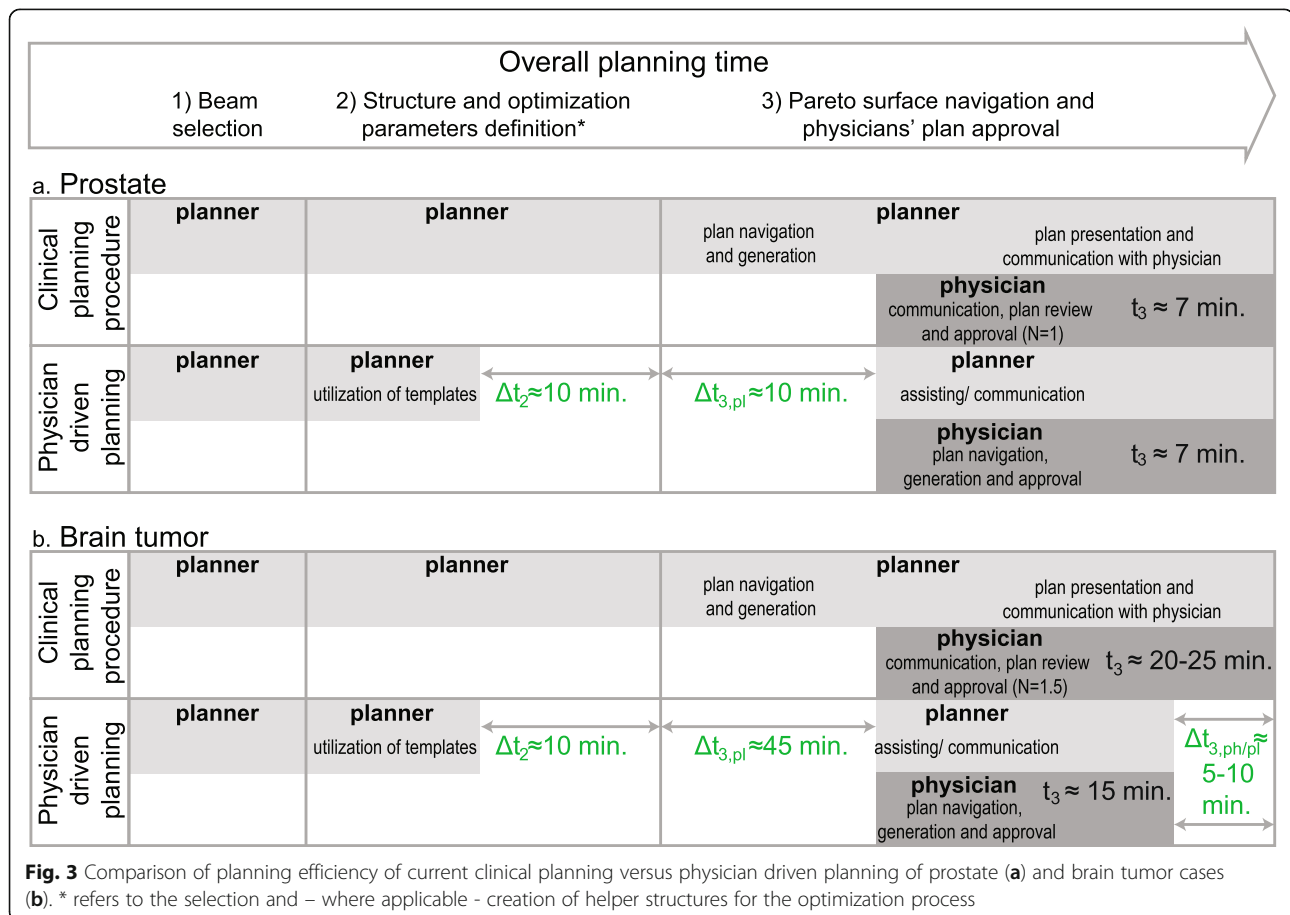 Overall planning time
1) Beam
selection
2) Structure and optimization
parameters definition*
3) Pareto surface navigation and
physicians' plan approval
a. Prostate
Clinical
planning
procedure
planner
planner
planner
plan navigation
and generation
plan presentation and
communication with physician
physician
communication, plan review
and approval (N=1)
t3 ≈ 7 min.
Physician
driven
planning
planner
planner
utilization of templates
Δt2≈10 min.
Δt3,pl≈10 min.
planner
assisting/ communication
physician
plan navigation,
generation and approval
t3 ≈ 7 min.
b. Brain tumor
Clinical
planning
procedure
planner
planner
planner
plan navigation
and generation
plan presentation and
communication with physician
physician
communication, plan review
and approval (N=1.5)
t3 ≈ 20-25 min.
Physician
driven
planning
planner
planner
utilization of templates
Δt2≈10 min.
Δt3,pl≈45 min.
planner
assisting/ communication
physician
plan navigation,
generation and approval
t3 ≈ 15 min.
Δt3,ph/pl≈
5-10
min.
Fig. 3 Comparison of planning efficiency of current clinical planning versus physician driven planning of prostate (a) and brain tumor cases
(b). * refers to the selection and – where applicable - creation of helper structures for the optimization process